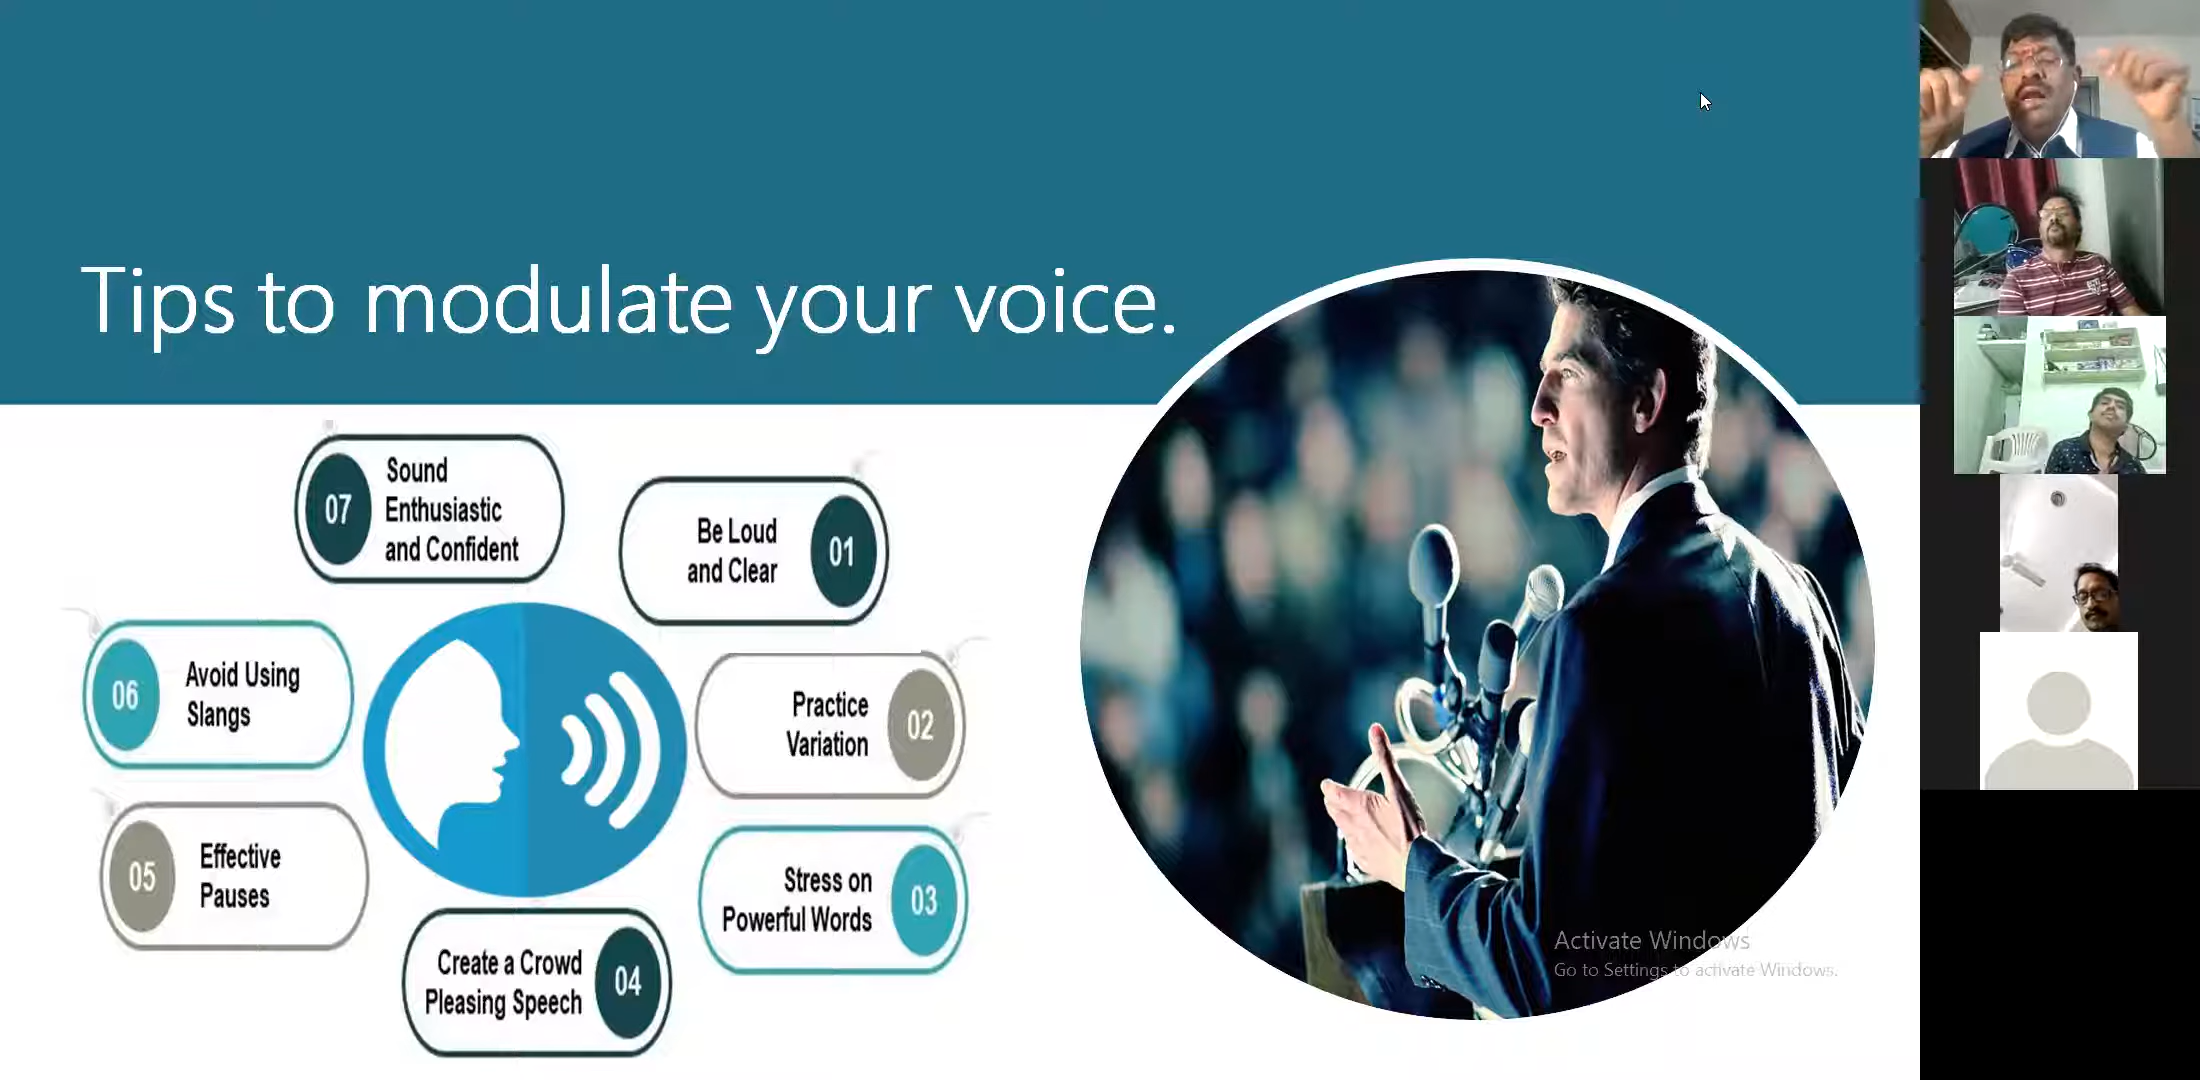 Tips to modulate your voice.
07
Sound
Enthusiastic
and Confident
Be Loud
and Clear
01
06
Avoid Using
Slangs
Practice
Variation
02
05
Effective
Pauses
Stress on
Powerful Words
03
Create a Crowd
Pleasing Speech
04
Activate Windows
Go to Settings to activate Windows.